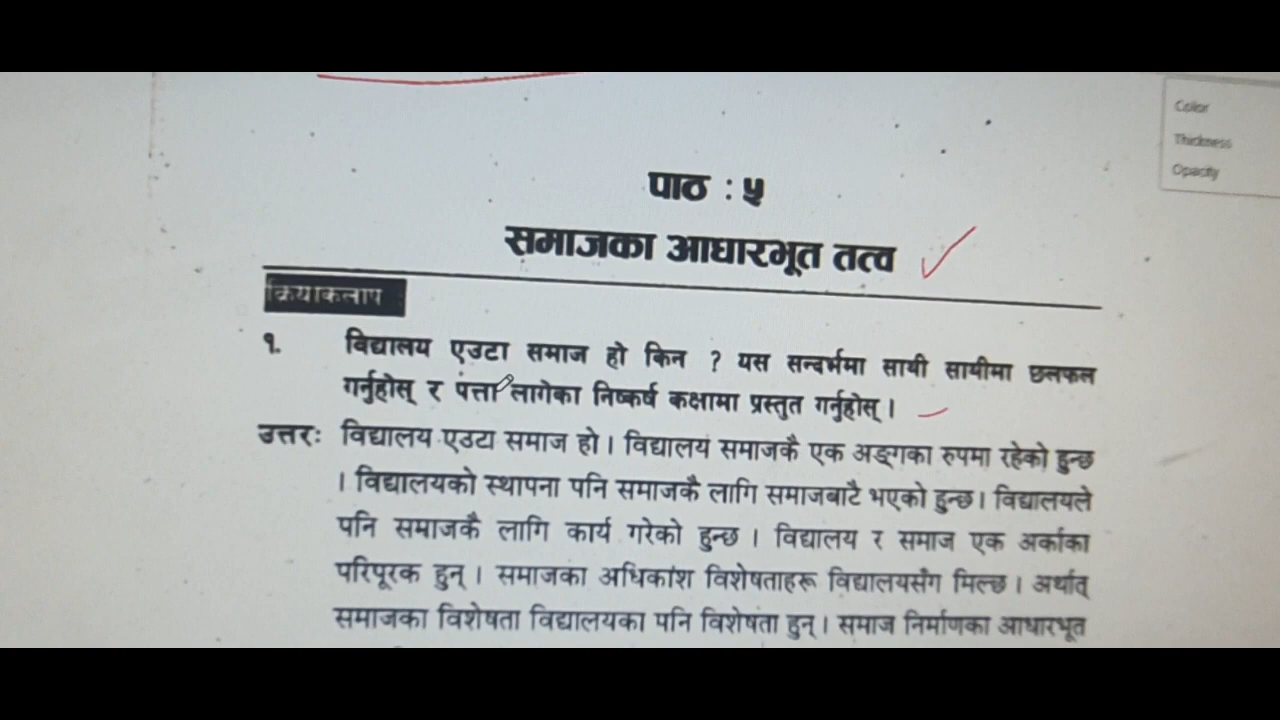 Color
Thickness
Opacity
पाठ : ५
समाजका आधारभूत तत्व
क्रियाकलाप
१. विद्यालय एउटा समाज हो किन ? यस सन्दर्भमा साथी साथीमा छलफल
गर्नुहोस् र पत्ता लागेका निष्कर्ष कक्षामा प्रस्तुत गर्नुहोस् ।
उत्तरः विद्यालय एउटा समाज हो । विद्यालय समाजकै एक अङ्गका रुपमा रहेको हुन्छ
। विद्यालयको स्थापना पनि समाजकै लागि समाजबाटै भएको हुन्छ । विद्यालयले
पनि समाजकै लागि कार्य गरेको हुन्छ । विद्यालय र समाज एक अर्काका
परिपूरक हुन् । समाजका अधिकांश विशेषताहरू विद्यालयसँग मिल्छ । अर्थात्
समाजका विशेषता विद्यालयका पनि विशेषता हुन् । समाज निर्माणका आधारभूत